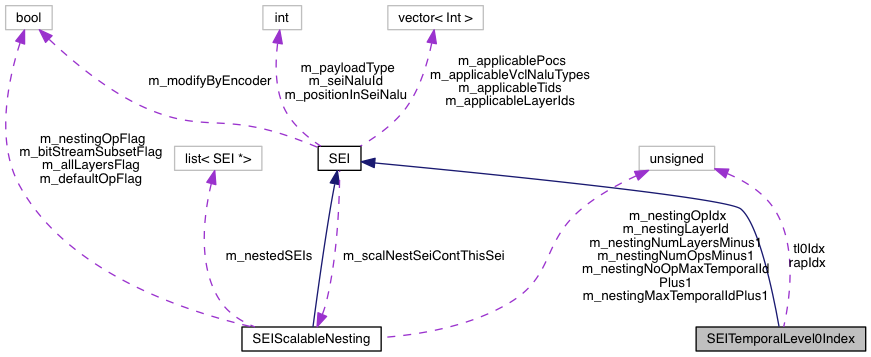 bool
int
vector< Int >
m_modifyByEncoder
m_payloadType
m_seiNaluId
m_positionInSeiNalu
m_applicablePocs
m_applicableVclNaluTypes
m_applicableTids
m_applicableLayerIds
m_nestingOpFlag
m_bitStreamSubsetFlag
m_allLayersFlag
m_defaultOpFlag
list< SEI *>
SEI
unsigned
m_nestedSEIs
m_scalNestSeiContThisSei
m_nestingOpIdx
m_nestingLayerId
m_nestingNumLayersMinus1
m_nestingNumOpsMinus1
m_nestingNoOpMaxTemporalId
Plus1
m_nestingMaxTemporalIdPlus1
tl0Idx
rapIdx
SEIScalableNesting
SEITemporalLevel0Index